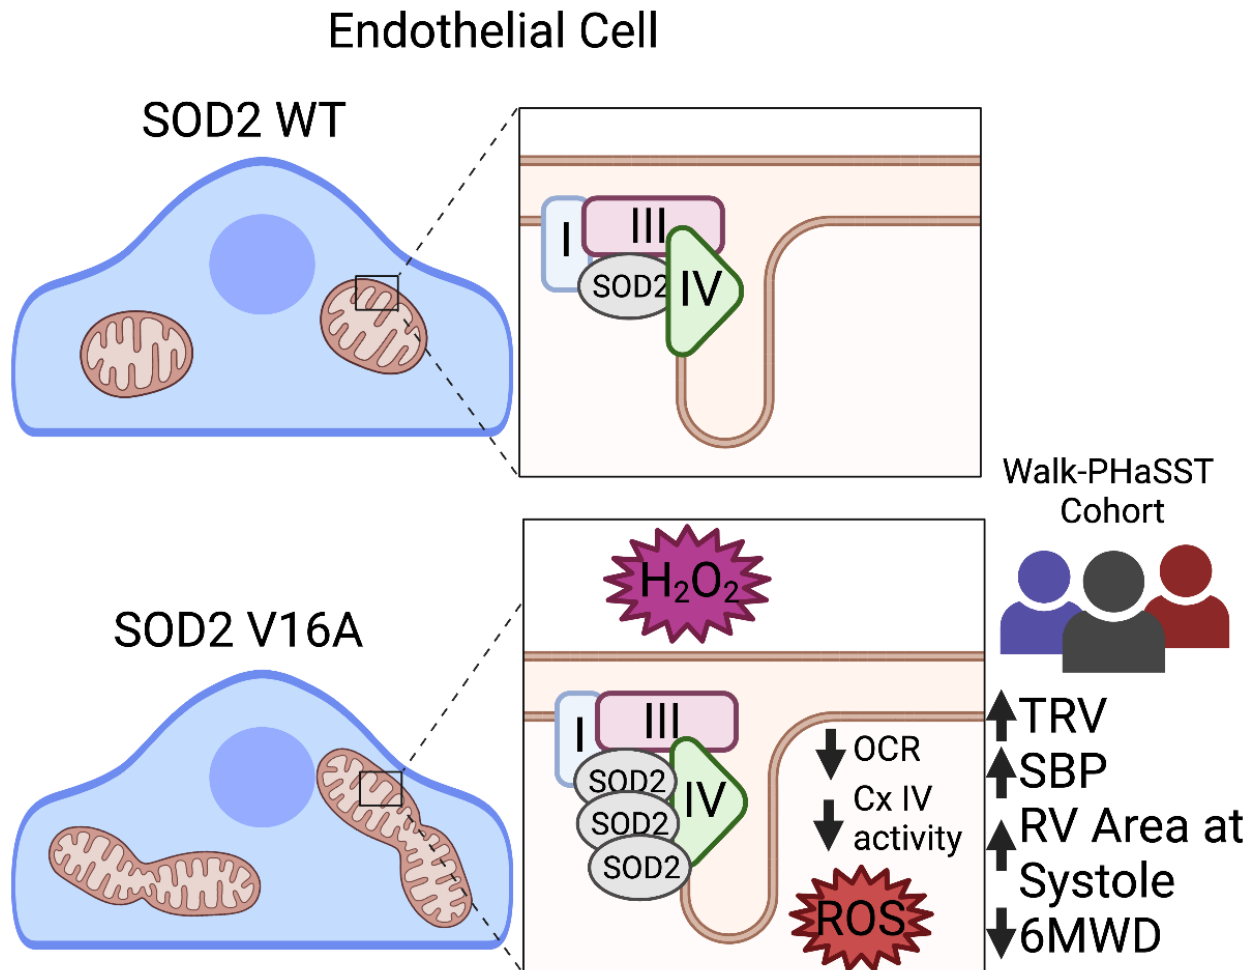 Endothelial Cell
SOD2 WT
I
III
SOD2
IV
Walk-PHaSST
Cohort
SOD2 V16A
H₂O₂
I
III
SOD2
SOD2
SOD2
IV
OCR
Cx IV
activity
ROS
TRV
SBP
RV Area at
Systole
6MWD